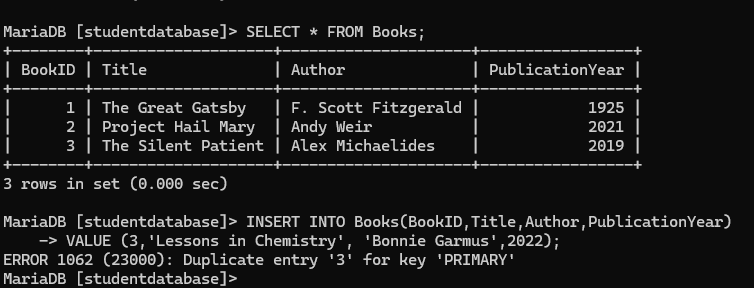 MariaDB [studentdatabase]> SELECT * FROM Books;
+--------+--------------------+---------------------+-----------------+
| BookID | Title              | Author              | PublicationYear |
+--------+--------------------+---------------------+-----------------+
|      1 | The Great Gatsby   | F. Scott Fitzgerald |            1925 |
|      2 | Project Hail Mary  | Andy Weir           |            2021 |
|      3 | The Silent Patient | Alex Michaelides    |            2019 |
+--------+--------------------+---------------------+-----------------+
3 rows in set (0.000 sec)
MariaDB [studentdatabase]> INSERT INTO Books(BookID,Title,Author,PublicationYear)
    -> VALUE (3,'Lessons in Chemistry', 'Bonnie Garmus',2022);
ERROR 1062 (23000): Duplicate entry '3' for key 'PRIMARY'
MariaDB [studentdatabase]>